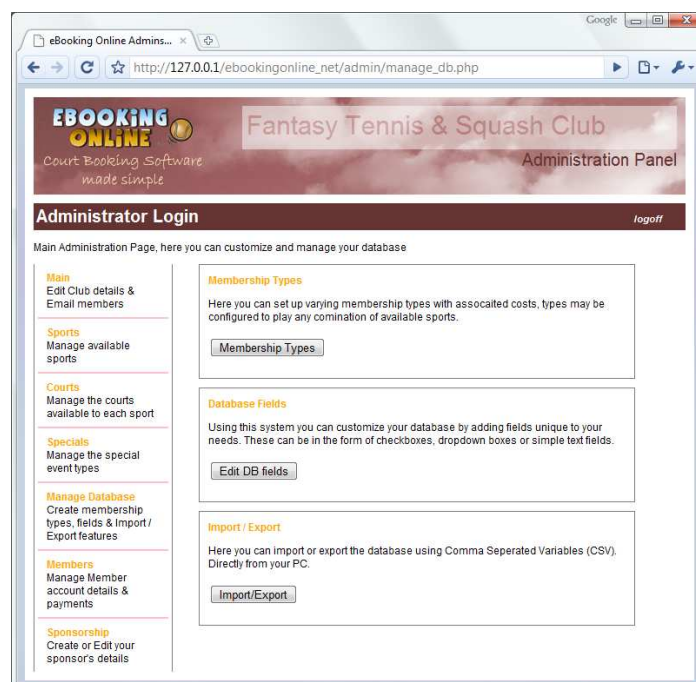 Google
eBooking Online Admins...
http://127.0.0.1/ebookingonline_net/admin/manage_db.php
EBOOKING
ONLINE
Court Booking Software
made simple
Fantasy Tennis & Squash Club
Administration Panel
Administrator Login
logoff
Main Administration Page, here you can customize and manage your database
Main
Edit Club details &
Email members
Sports
Manage available
sports
Courts
Manage the courts
available to each sport
Specials
Manage the special
event types
Manage Database
Create membership
types, fields & Import /
Export features
Members
Manage Member
account details &
payments
Sponsorship
Create or Edit your
sponsor's details
Membership Types
Here you can set up varying membership types with assocaited costs, types may be
configured to play any comination of available sports.
Membership Types
Database Fields
Using this system you can customize your database by adding fields unique to your
needs. These can be in the form of checkboxes, dropdown boxes or simple text fields.
Edit DB fields
Import / Export
Here you can import or export the database using Comma Seperated Variables (CSV).
Directly from your PC.
Import/Export